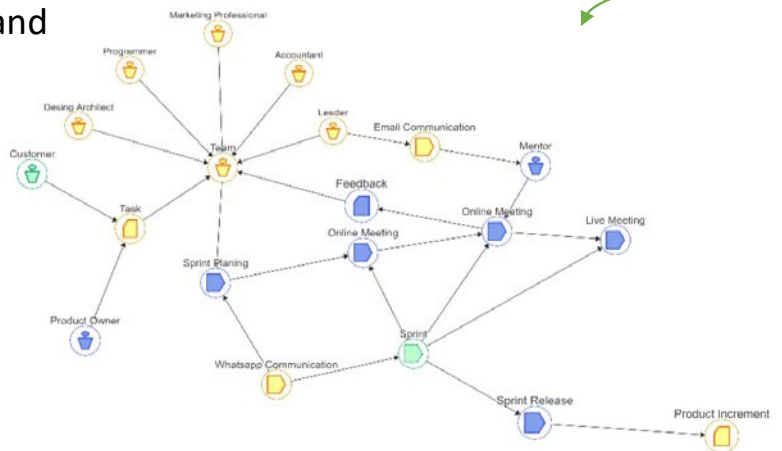 and
Marketing Professional
Programmer
Accountant
Desing Architect
Leader
Email Communication
Team
Customer
Mentor
Feedback
Task
Online Meeting
Live Meeting
Online Meeting
Sprint Planing
Product Owner
Sprint
Whatsapp Communication
Sprint Release
Product Increment